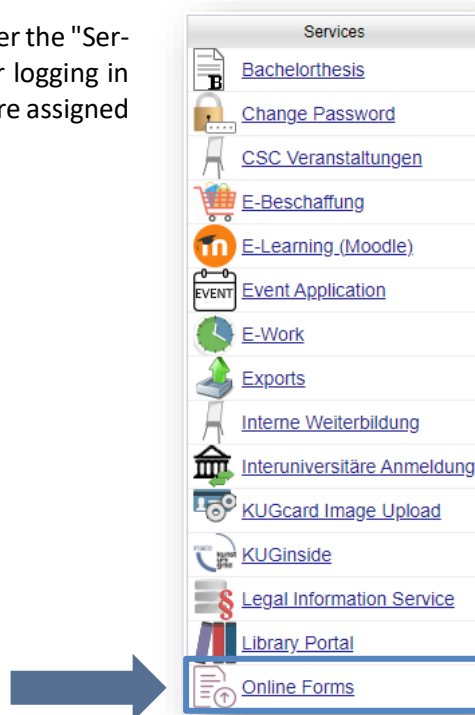 er the "Ser-
r logging in
re assigned
Services
B
Bachelorthesis
Change Password
CSC Veranstaltungen
E-Beschaffung
m
E-Learning (Moodle)
EVENT
Event Application
E-Work
Exports
Interne Weiterbildung
Interuniversitäre Anmeldung
KUGcard Image Upload
KUGinside
§
Legal Information Service
Library Portal
Online Forms